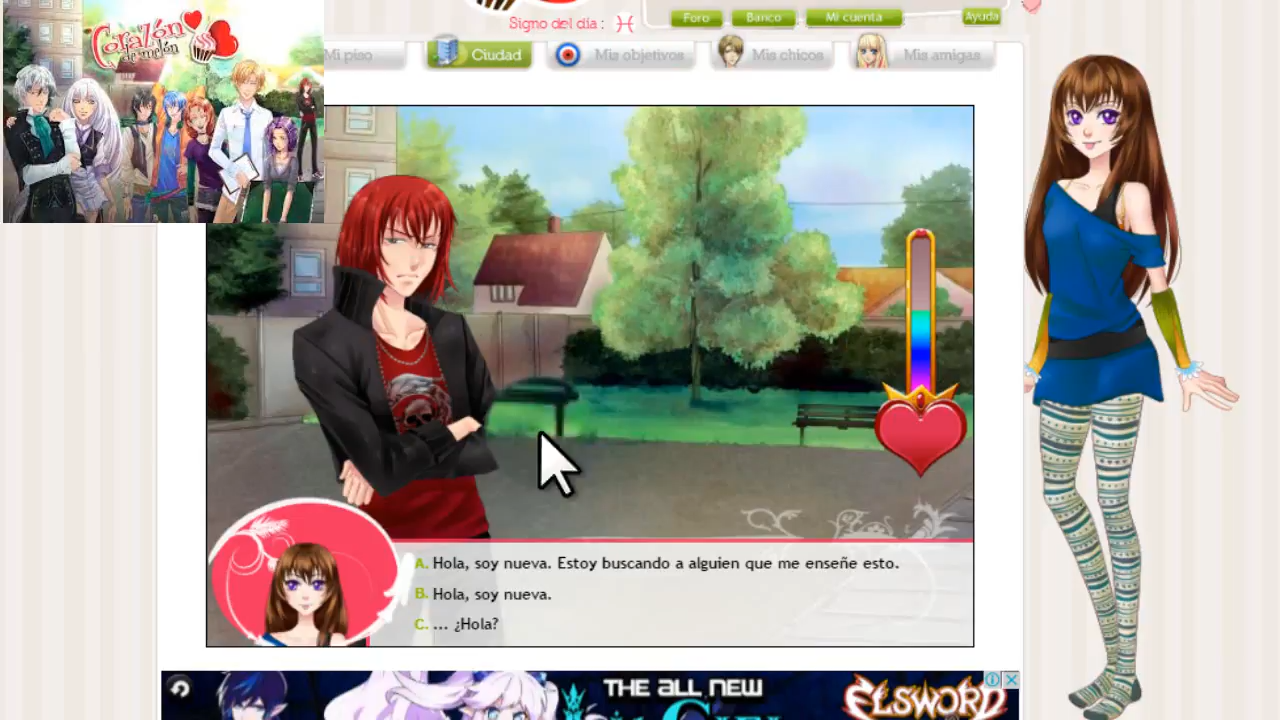 Corazón
de melón
Signo del día :
Foro
Banco
Mi cuenta
Ayuda
Mi piso
Ciudad
Mis objetivos
Mis chicos
Mis amigas
A. Hola, soy nueva. Estoy buscando a alguien que me enseñe esto.
B. Hola, soy nueva.
C. ... ¿Hola?
THE ALL NEW
ELSWORD